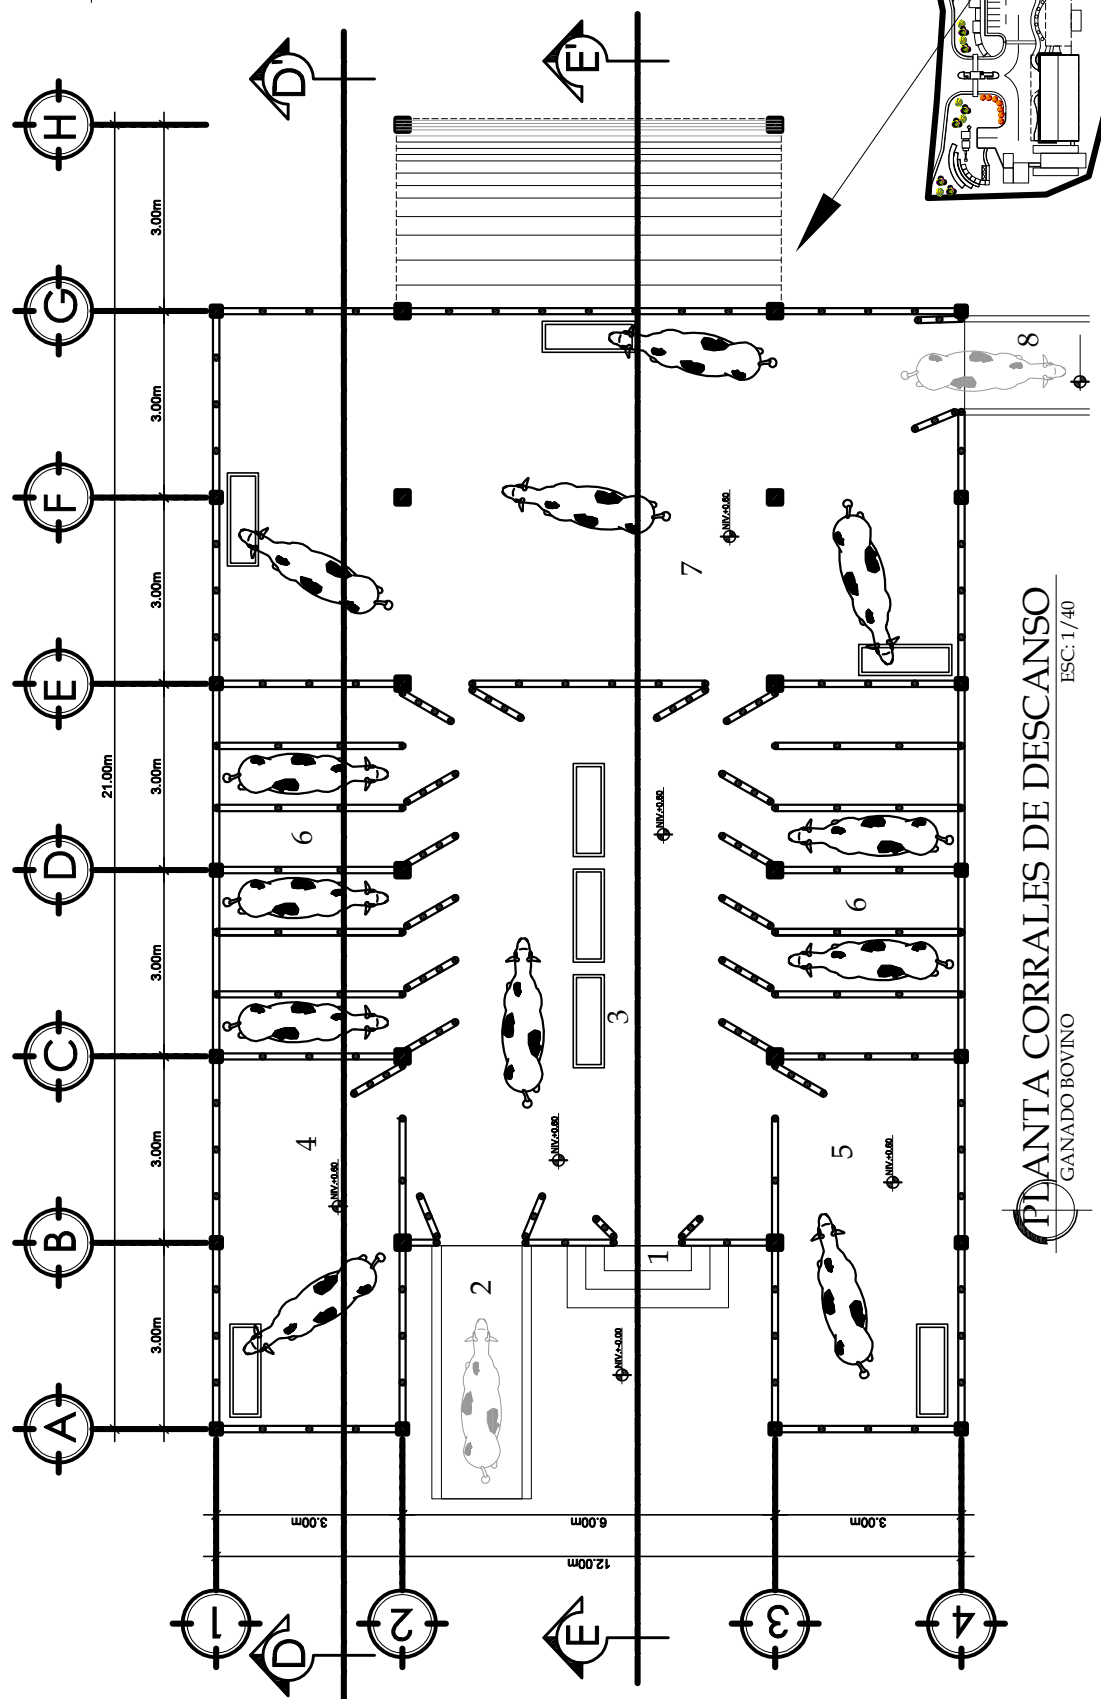 D'
E'
H
G
F
E
D
C
B
A
3.00m
3.00m
3.00m
3.00m
3.00m
3.00m
3.00m
21.00m
8
7
NIV.+0.60
6
NIV.+0.60
6
3
4
NIV.+0.60
NIV.+0.60
5
NIV.+0.60
2
1
NIV.+-0.00
3.00m
6.00m
3.00m
12.00m
1
2
3
4
D
E
PLANTA CORRALES DE DESCANSO
GANADO BOVINO
ESC: 1/40